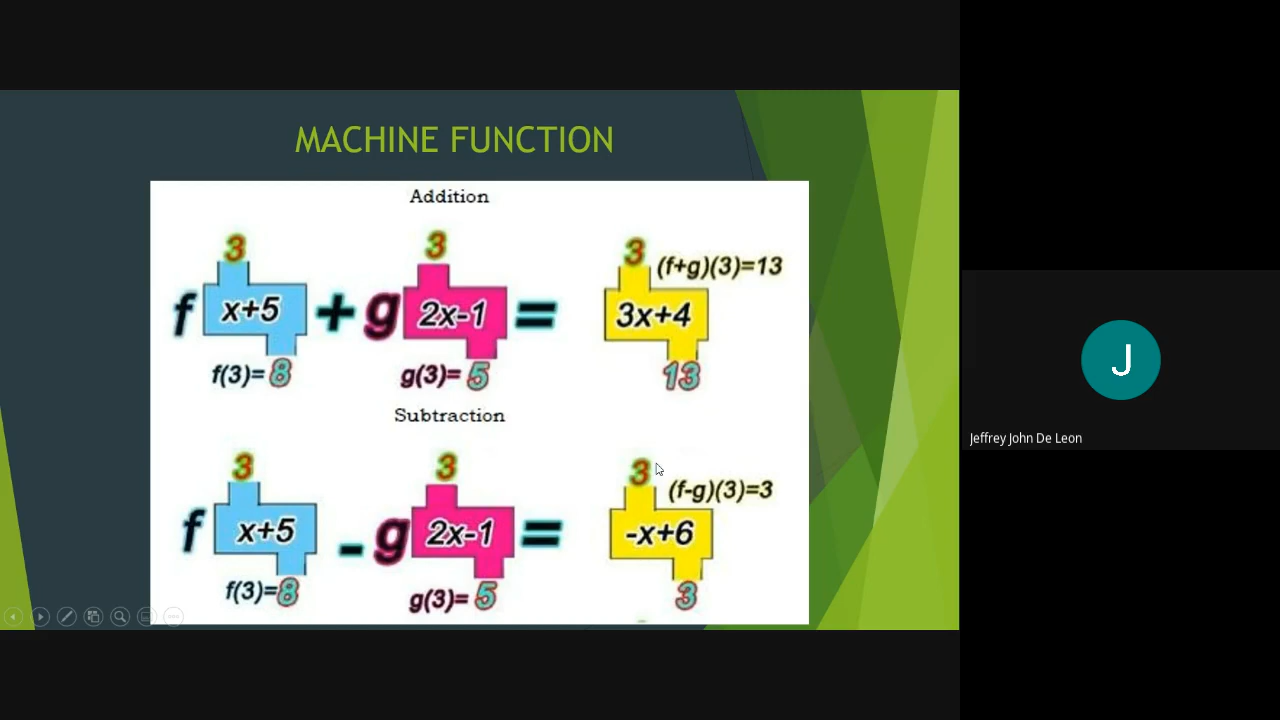 MACHINE FUNCTION
Addition
3 3 3 (f+g)(3)=13
f x+5 + g 2x-1 = 3x+4
f(3)= 8 g(3)= 5 13
Subtraction
3 3 3 (f-g)(3)=3
f x+5 - g 2x-1 = -x+6
f(3)=8 g(3)= 5 3
J
Jeffrey John De Leon